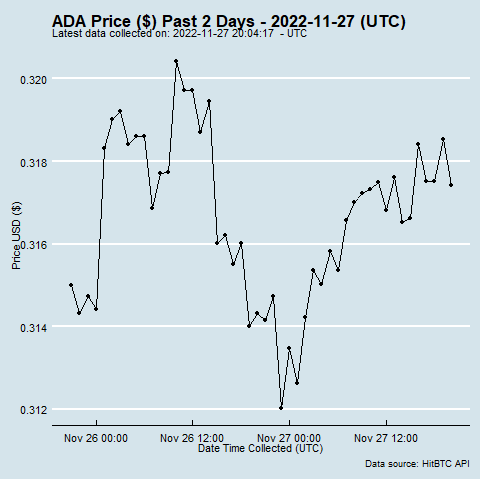 ADA Price ($) Past 2 Days - 2022-11-27 (UTC)
Latest data collected on: 2022-11-27 20:04:17 - UTC
0.320
0.318
0.316
0.314
0.312
Price USD ($)
Nov 26 00:00 Nov 26 12:00 Nov 27 00:00 Nov 27 12:00
Date Time Collected (UTC)
Data source: HitBTC API